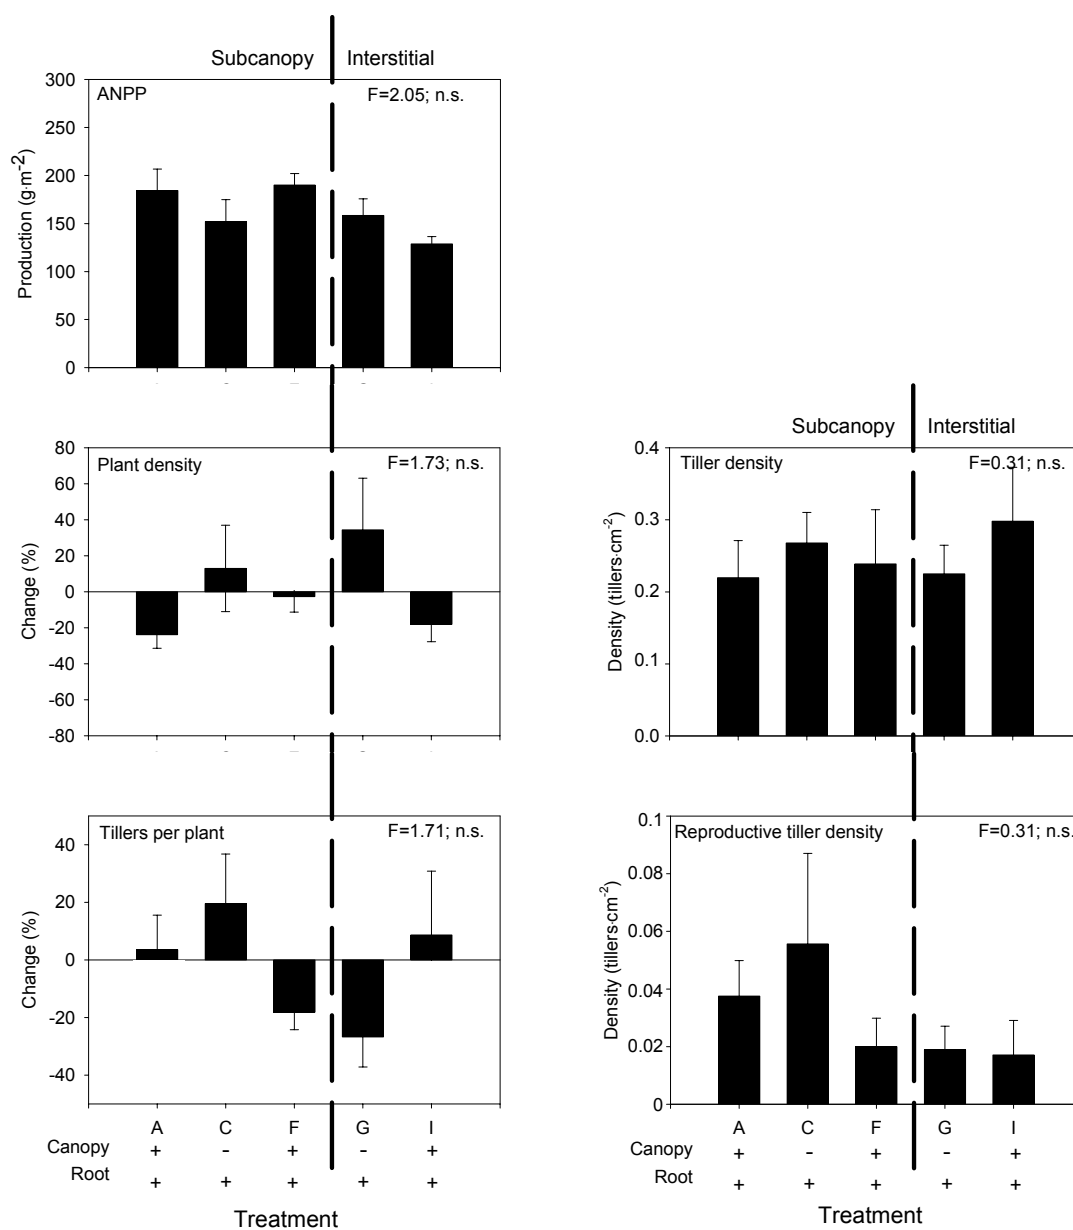 Subcanopy Interstitial
300
ANPP
F=2.05; n.s.
250
200
150
100
50
0
Production (g·m-2)
80
Plant density
F=1.73; n.s.
60
40
20
0
-20
-40
-60
-80
Change (%)
Tillers per plant
F=1.71; n.s.
40
20
0
-20
-40
Change (%)
A C F G I
Canopy + - + - +
Root + + + + +
Treatment
Subcanopy Interstitial
0.4
Tiller density
F=0.31; n.s.
0.3
0.2
0.1
0.0
Density (tillers·cm-2)
0.1
Reproductive tiller density
F=0.31; n.s.
0.08
0.06
0.04
0.02
0
Density (tillers·cm-2)
A C F G I
Canopy + - + - +
Root + + + + +
Treatment